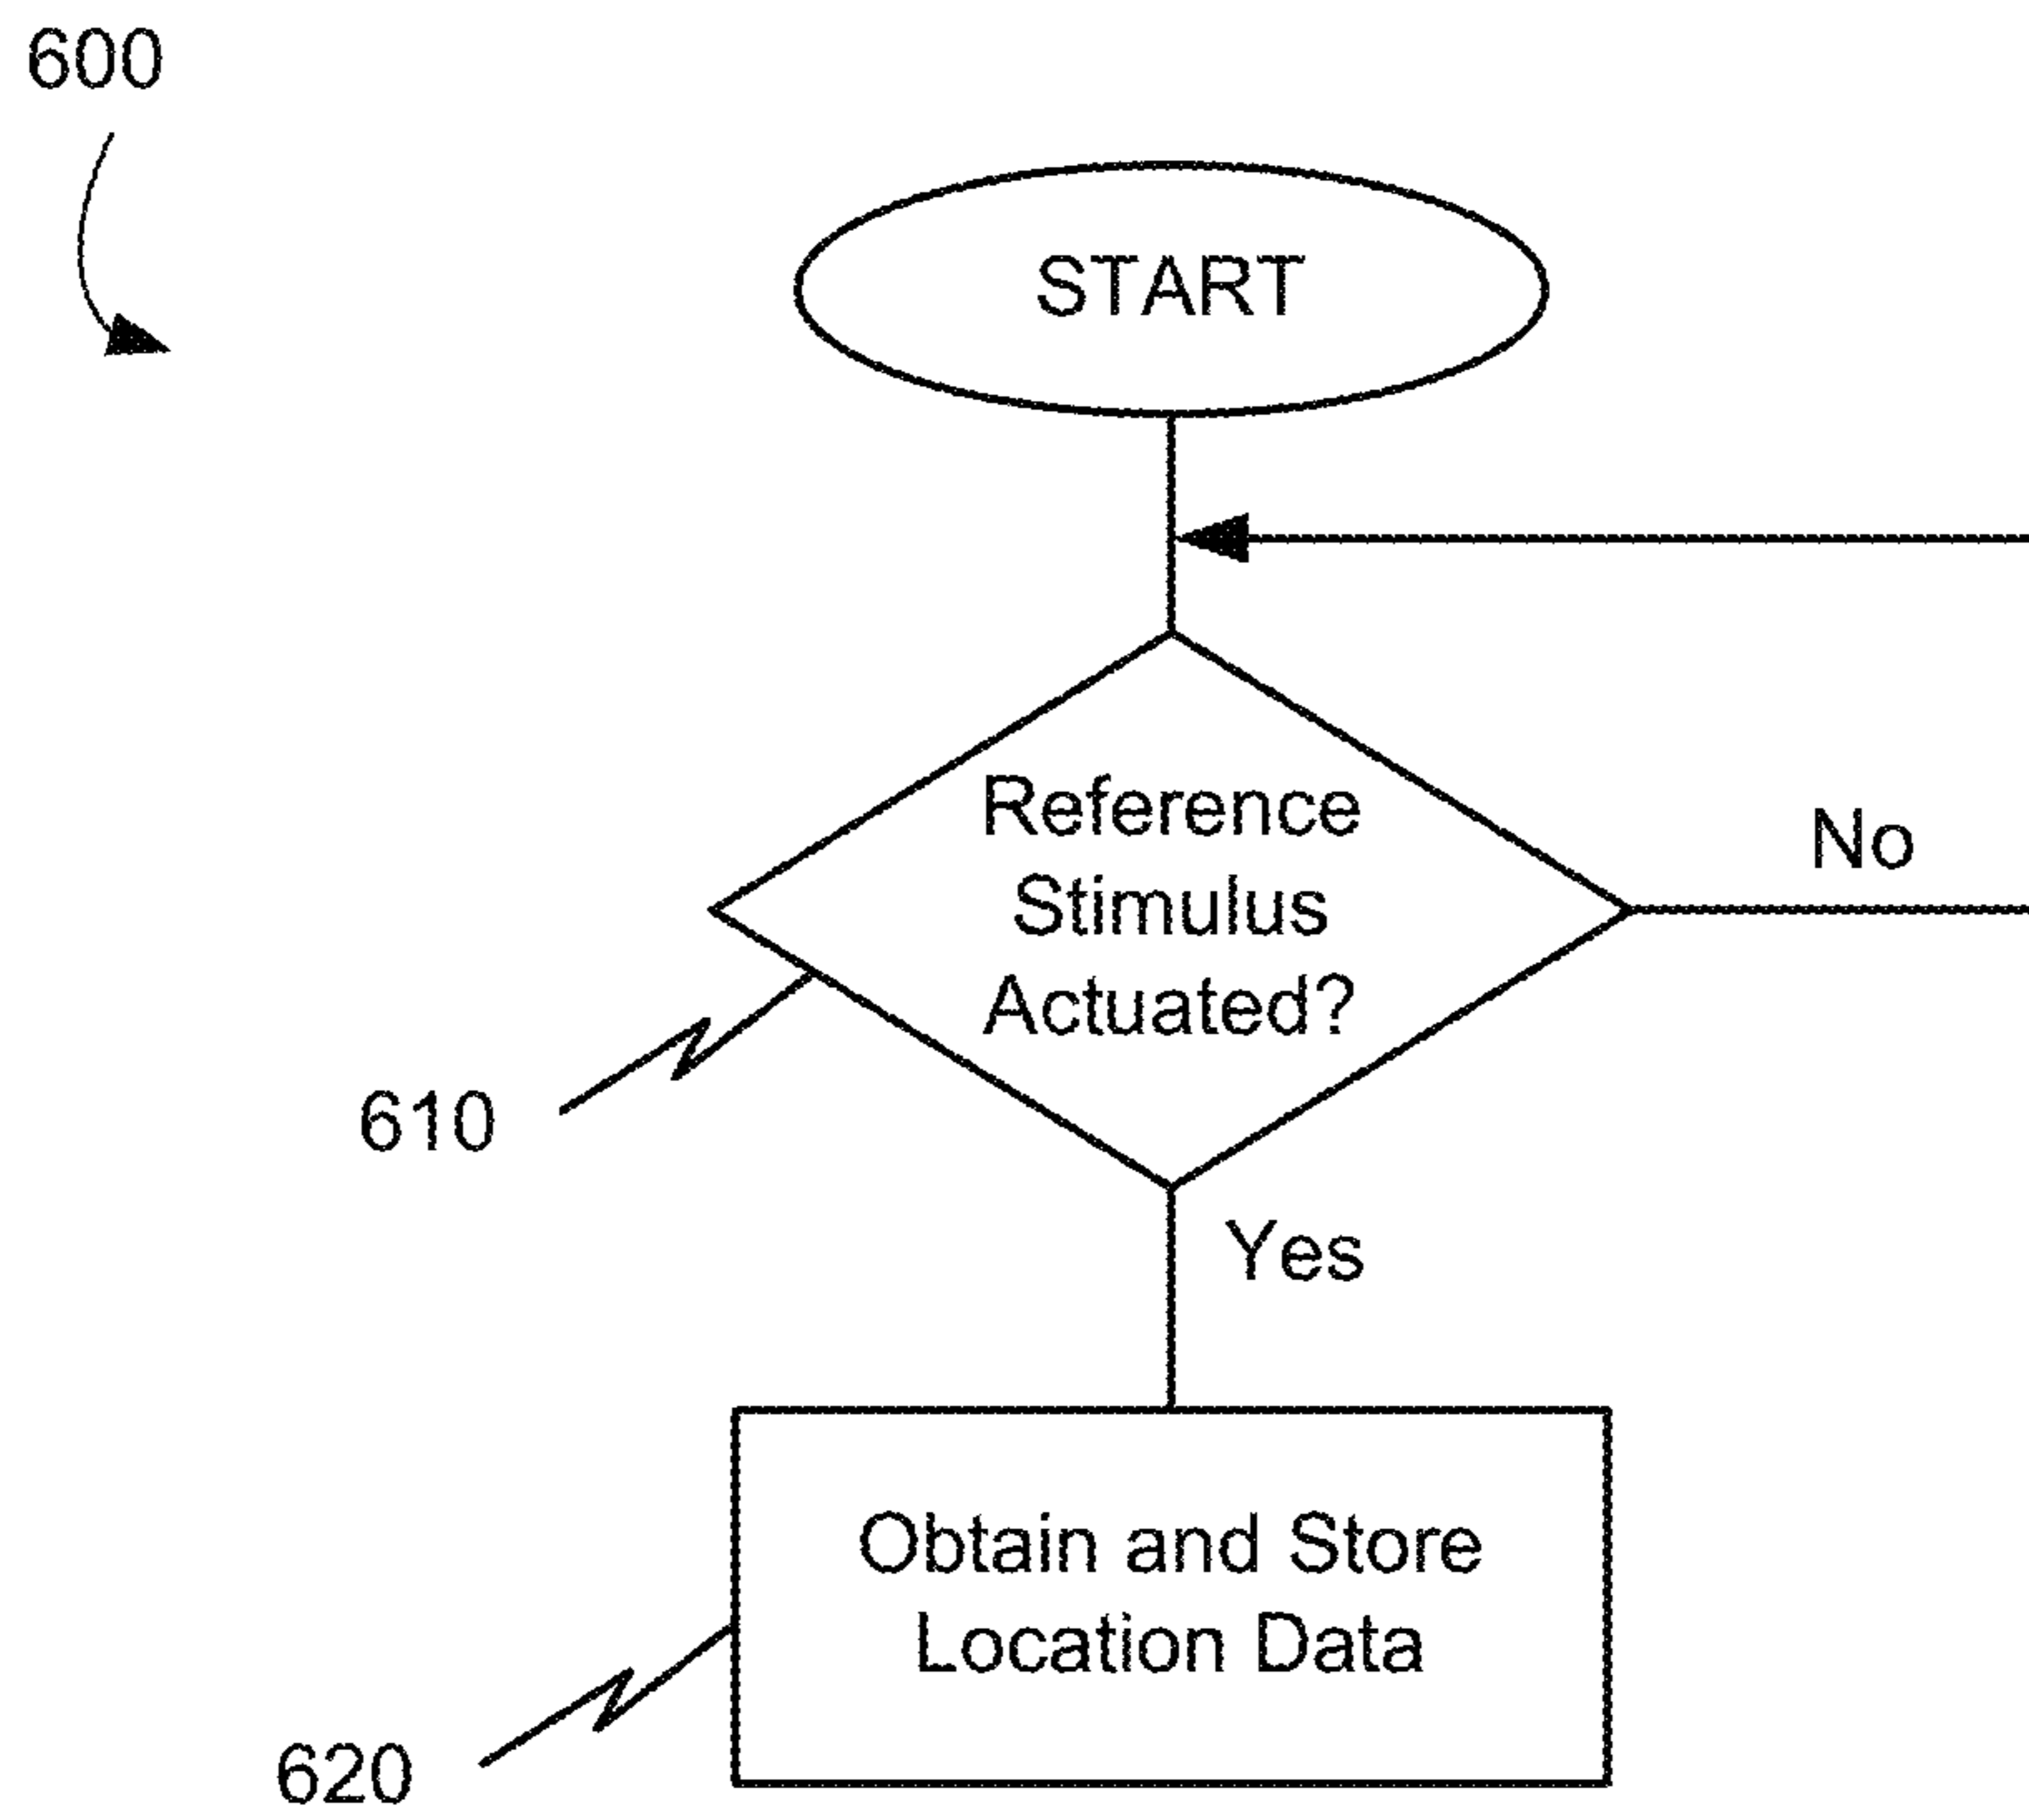 600
START
Reference
Stimulus
Actuated?
No
610
Yes
Obtain and Store
Location Data
620